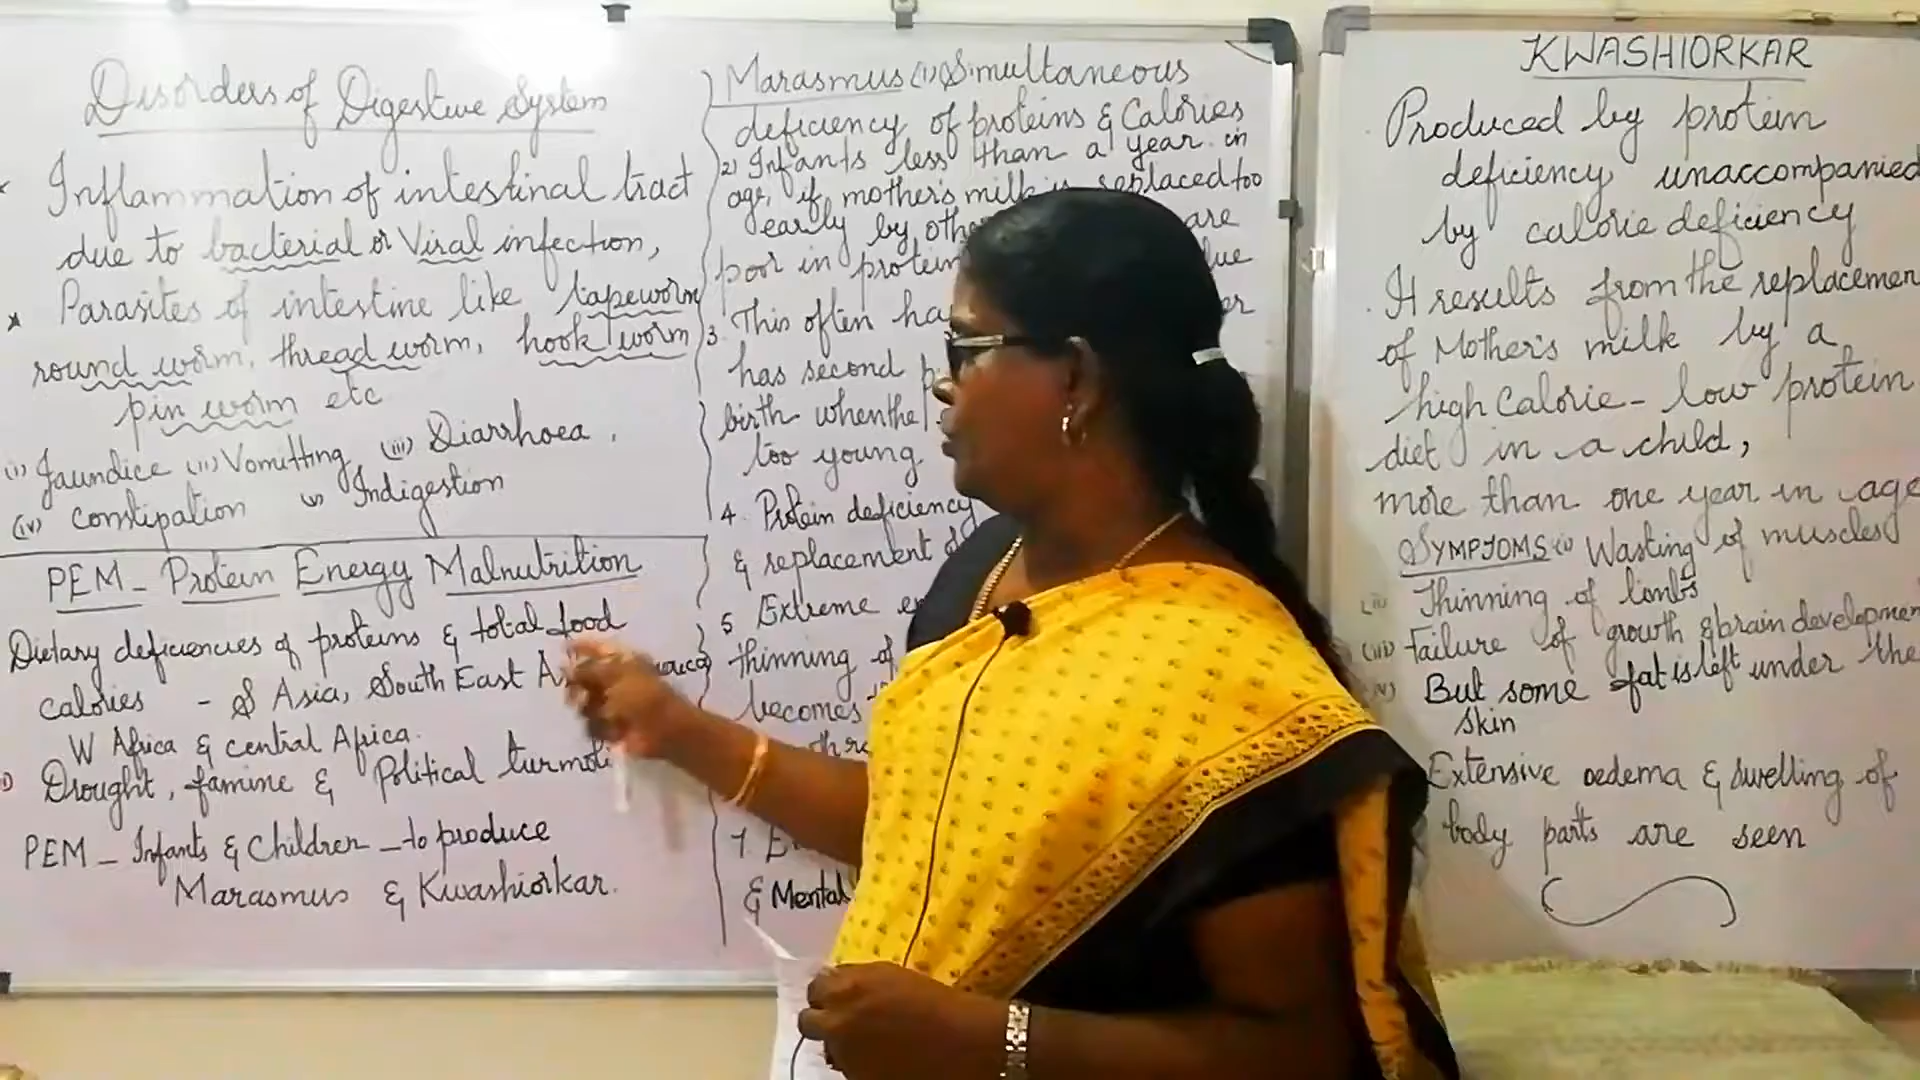 Disorders of Digestive System
Inflammation of intestinal tract
due to bacterial or Viral infection,
* Parasites of intestine like tapeworm
round worm, thread worm, hook worm
pin worm etc
(i) Jaundice (ii) Vomitting (iii) Diarrhoea,
(iv) constipation (v) Indigestion
PEM - Protein Energy Malnutrition
Dietary deficiencies of proteins & total food
calories - S Asia, South East
W Africa & central Africa.
Drought, famine & Political
PEM - Infants & Children - to produce
Marasmus & Kwashiorkar.
Marasmus (i) Simultaneous
deficiency of proteins & Calories
2) Infants less than a year in
age, if mother's milk is replaced too
early by are
poor in
3. This often
has second
birth when the
too young
4. Protein deficiency
& replacement
5 Extreme
thinning of
becomes
7.
& Mental
KWASHIORKAR
Produced by protein
deficiency unaccompanied
by calorie deficiency
It results from the
of Mother's milk by a
high Calorie - low protein
diet in a child,
more than one year in age
SYMPTOMS (i) Wasting of muscles
(ii) Thinning of limbs
(iii) Failure of growth & brain
But some fat is left under the
skin
Extensive oedema & swelling of
body parts are seen